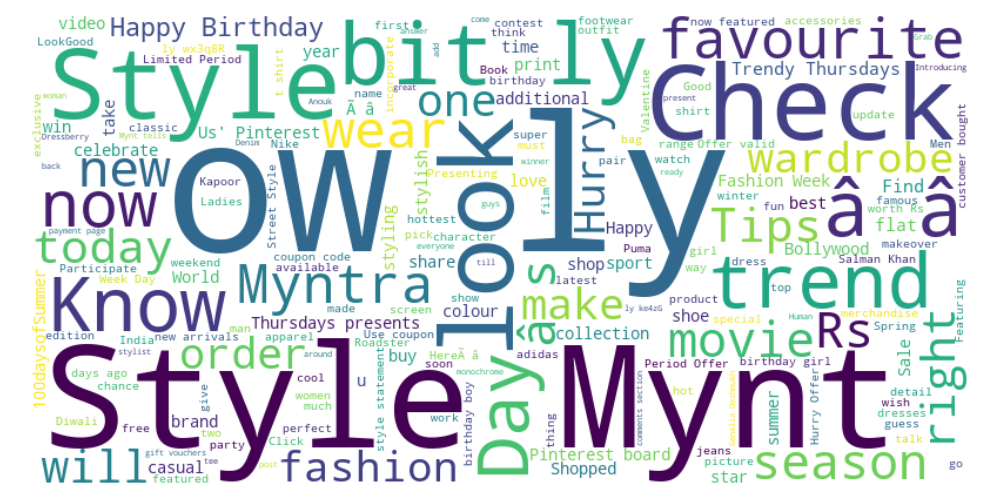 video
Happy Birthday
first
contest
footwear
come
now featured
accessories
favourite
LookGood
ly wx3q8R
Limited Period
year
bit ly
answer
think
outfit
Grab
Introducing
Style
t shirt
name
Book
time
print
Trendy Thursdays
Check
exclusive
woman
win
take
incorporate
add
great
birthday
Good
present
Anouk
Ã â
one
additional
Valentine
shirt
update
classic
Us' Pinterest
Dressberry
Mynt tells
celebrate
Denim
Nike
wear
super
must
bag
range
Offer valid
Men
customer bought
back
new
ow ly
look
Hurry
Presenting
winner
pair
watch
wardrobe
ready
Street Style
Kapoor
Ladies
styling
stylish
love
guys
film
Fashion Week
winter
fun
best
Find
famous
now
hottest
pick
character
everyone
Happy
Puma
girl
way
Tips
â â
worth Rs
flat
payment page
today
weekend
coupon code
available
share
till
shop
sport
dress
Bollywood
makeover
Salman Khan
Participate
Week Day
World
Myntra
show
latest
top
trend
100daysofSummer
Know
made
screen
colour
make
ly ke4zG
product
special
Human
merchandise
Spring
Featuring
edition
India
new arrivals
man
Thursdays presents
Use coupon
apparel
Roadster
HereÃ â
Day
â s
collection
shoe
movie
Rs
Sale
right
stylist
order
around
buy
soon
adidas
monochrome
Period Offer
birthday girl
detail
days ago
chance
give
cool
u
style statement
Style
Mynt
hot
Genelia Deshmukh
summer
Hurry Offer
wish
dresses
guess
talk
Diwali
free
brand
two
women
much
perfect
work
birthday boy
thing
comments section
party
Click
Pinterest board
jeans
picture
star
season
will
casual
featured
gift vouchers
tee
post
fashion
Shopped
go